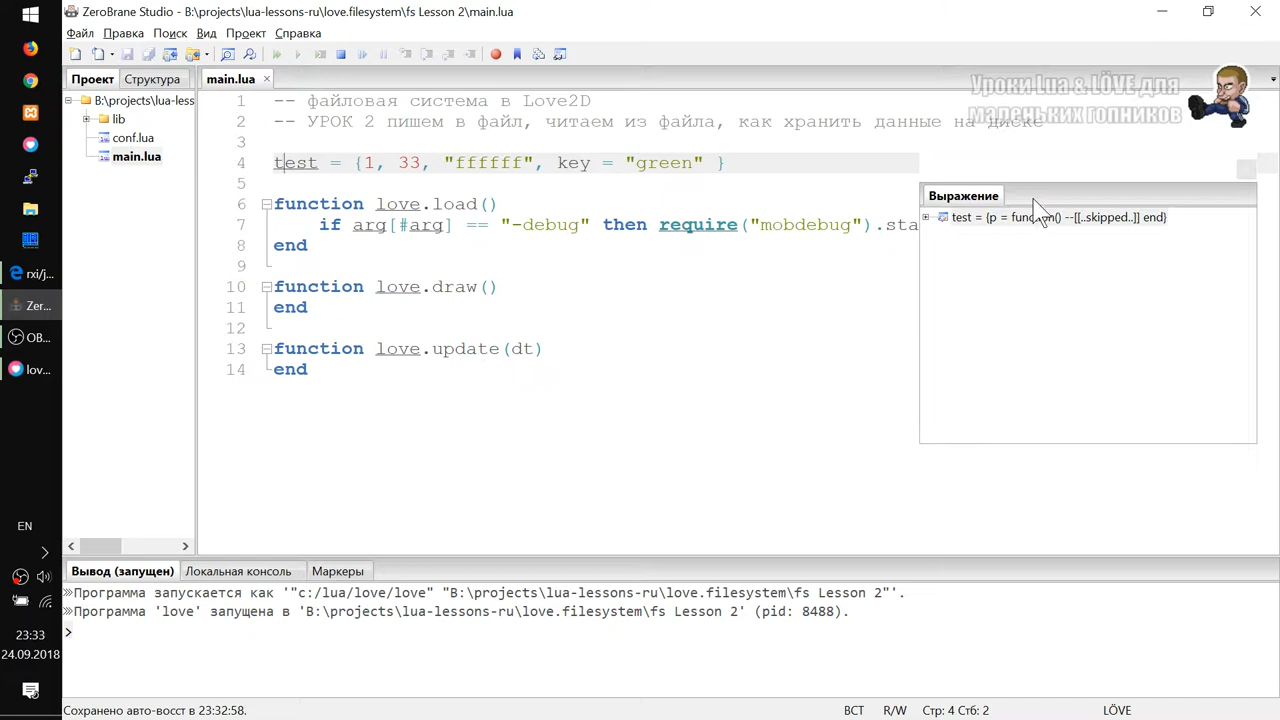 ZeroBrane Studio - B:\projects\lua-lessons-ru\love.filesystem\fs Lesson 2\main.lua
Файл Правка Поиск Вид Проект Справка
Проект Структура
main.lua
B:\projects\lua-less
lib
conf.lua
main.lua
Уроки Lua & LÖVE для
маленьких гопников
1 -- файловая система в Love2D
2 -- УРОК 2 пишем в файл, читаем из файла, как хранить данные на диске
3
4 test = {1, 33, "ffffff", key = "green" }
5
6 function love.load()
7 if arg[#arg] == "-debug" then require("mobdebug").sta
8 end
9
10 function love.draw()
11 end
12
13 function love.update(dt)
14 end
Выражение
test = {p = function() --[[..skipped..]] end}
rxi/j...
Zer...
OB...
lov...
EN
23:33
24.09.2018
Вывод (запущен) Локальная консоль Маркеры
Программа запускается как '"c:/lua/love/love" "B:\projects\lua-lessons-ru\love.filesystem\fs Lesson 2"'.
Программа 'love' запущена в 'B:\projects\lua-lessons-ru\love.filesystem\fs Lesson 2' (pid: 8488).
>
Сохранено авто-восст в 23:32:58. ВСТ R/W Стр: 4 Стб: 2 LÖVE